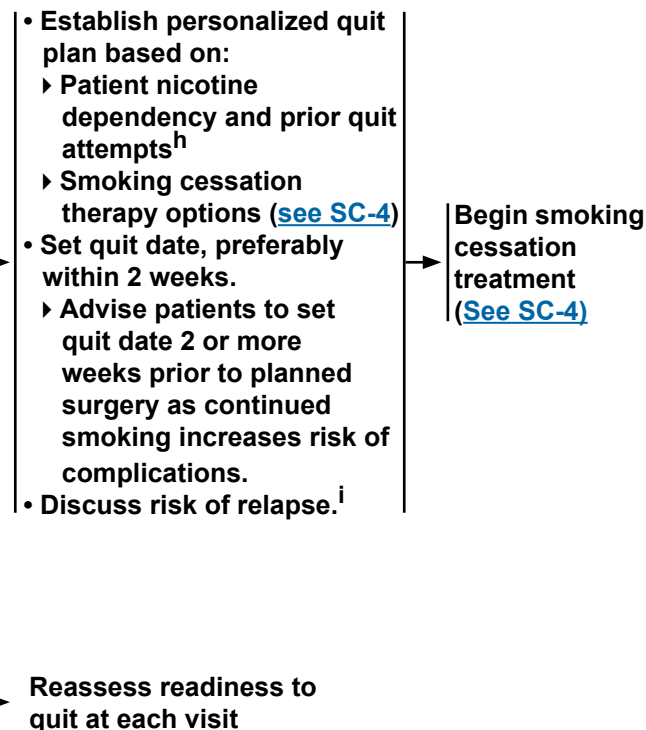 • Establish personalized quit
plan based on:
▸ Patient nicotine
dependency and prior quit
attemptsh
▸ Smoking cessation
therapy options (see SC-4)
• Set quit date, preferably
within 2 weeks.
▸ Advise patients to set
quit date 2 or more
weeks prior to planned
surgery as continued
smoking increases risk of
complications.
• Discuss risk of relapse.i
Begin smoking
cessation
treatment
(See SC-4)
Reassess readiness to
quit at each visit